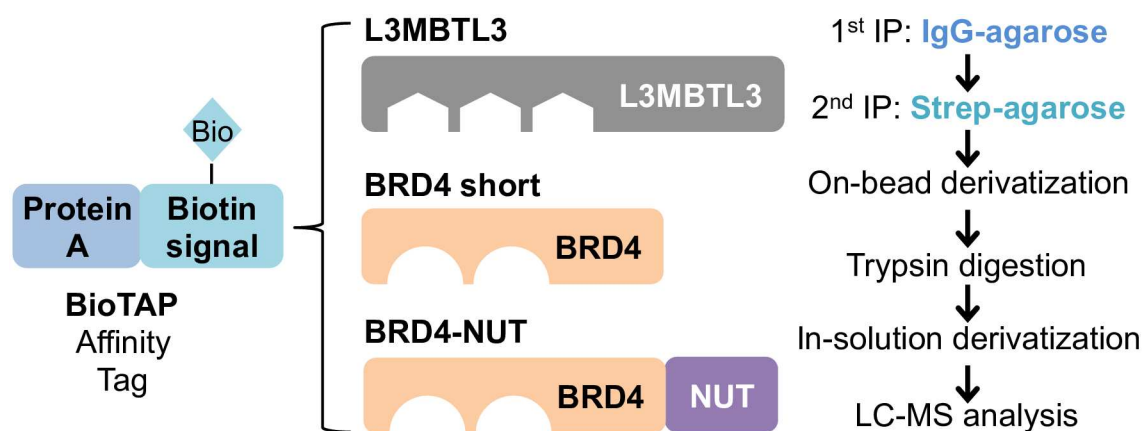 Bio
Protein
A
Biotin
signal
BioTAP
Affinity
Tag
L3MBTL3
L3MBTL3
BRD4 short
BRD4
BRD4-NUT
BRD4
NUT
1st IP: IgG-agarose
2nd IP: Strep-agarose
On-bead derivatization
Trypsin digestion
In-solution derivatization
LC-MS analysis